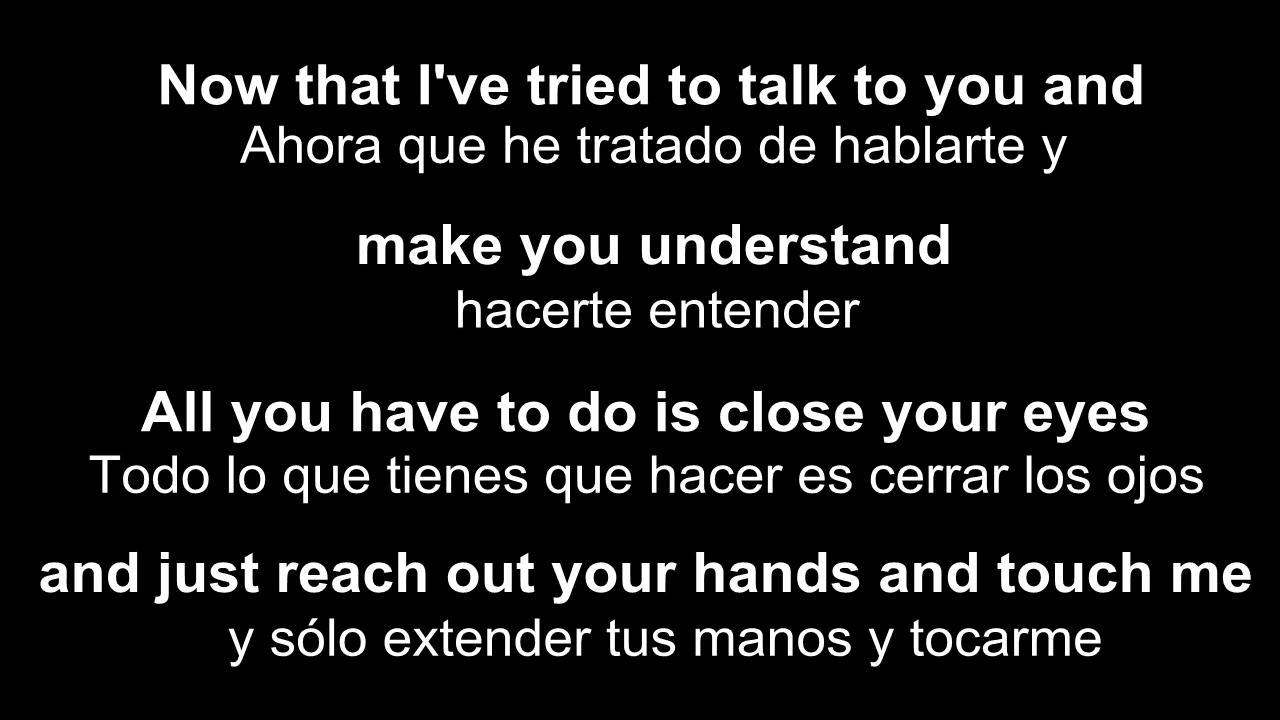 Now that I've tried to talk to you and
Ahora que he tratado de hablarte y
make you understand
hacerte entender
All you have to do is close your eyes
Todo lo que tienes que hacer es cerrar los ojos
and just reach out your hands and touch me
y sólo extender tus manos y tocarme